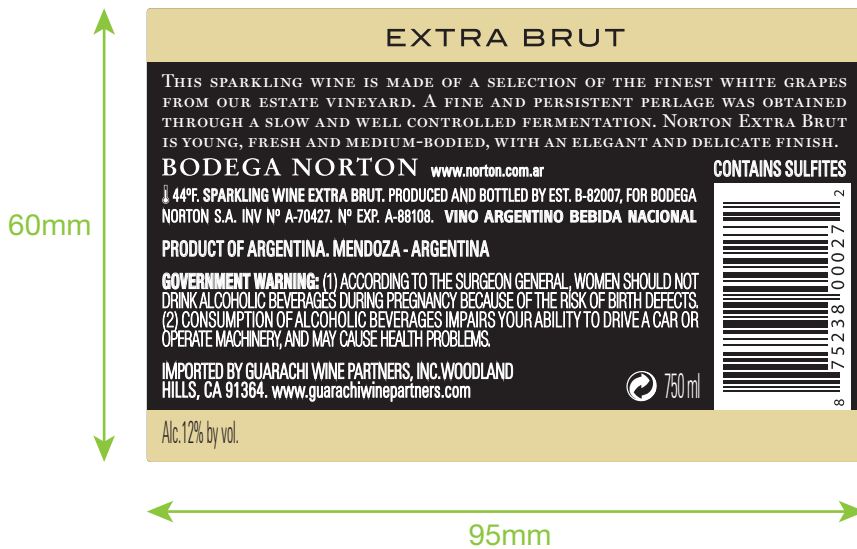 EXTRA BRUT
THIS SPARKLING WINE IS MADE OF A SELECTION OF THE FINEST WHITE GRAPES
FROM OUR ESTATE VINEYARD. A FINE AND PERSISTENT PERLAGE WAS OBTAINED
THROUGH A SLOW AND WELL CONTROLLED FERMENTATION. NORTON EXTRA BRUT
IS YOUNG, FRESH AND MEDIUM-BODIED, WITH AN ELEGANT AND DELICATE FINISH.
BODEGA NORTON www.norton.com.ar
CONTAINS SULFITES
44ºF. SPARKLING WINE EXTRA BRUT. PRODUCED AND BOTTLED BY EST. B-82007, FOR BODEGA
NORTON S.A. INV Nº A-70427. Nº EXP. A-88108. VINO ARGENTINO BEBIDA NACIONAL
PRODUCT OF ARGENTINA. MENDOZA - ARGENTINA
GOVERNMENT WARNING: (1) ACCORDING TO THE SURGEON GENERAL, WOMEN SHOULD NOT
DRINK ALCOHOLIC BEVERAGES DURING PREGNANCY BECAUSE OF THE RISK OF BIRTH DEFECTS.
(2) CONSUMPTION OF ALCOHOLIC BEVERAGES IMPAIRS YOUR ABILITY TO DRIVE A CAR OR
OPERATE MACHINERY, AND MAY CAUSE HEALTH PROBLEMS.
IMPORTED BY GUARACHI WINE PARTNERS, INC.WOODLAND
HILLS, CA 91364. www.guarachiwinepartners.com
750 ml
8 75238 00027 2
Alc.12% by vol.
60mm
95mm